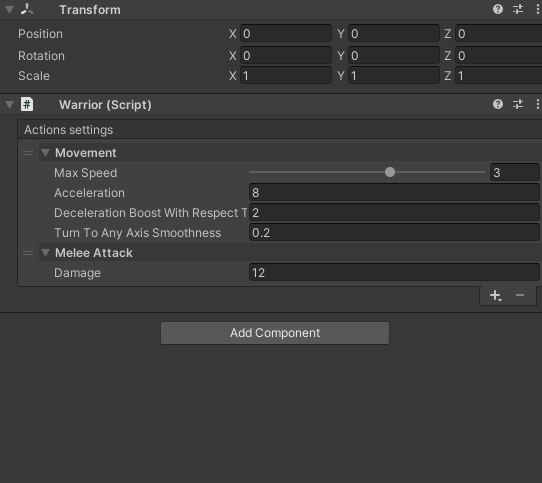 Transform
Position X 0 Y 0 Z 0
Rotation X 0 Y 0 Z 0
Scale X 1 Y 1 Z 1
# Warrior (Script)
Actions settings
Movement
Max Speed 3
Acceleration 8
Deceleration Boost With Respect T 2
Turn To Any Axis Smoothness 0.2
Melee Attack
Damage 12
Add Component